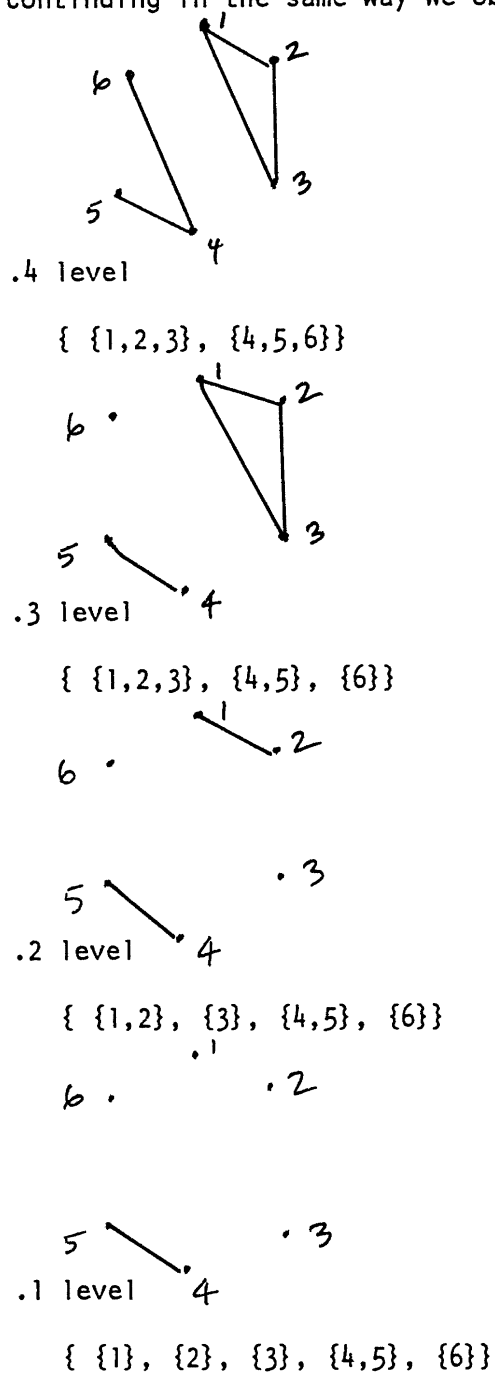 continuing in the same way we
1
2
6
3
5
4
.4 level
{ {1,2,3}, {4,5,6}}
1
2
6
3
5
4
.3 level
{ {1,2,3}, {4,5}, {6}}
1
2
6
3
5
4
.2 level
{ {1,2}, {3}, {4,5}, {6}}
1
2
6
3
5
4
.1 level
{ {1}, {2}, {3}, {4,5}, {6}}